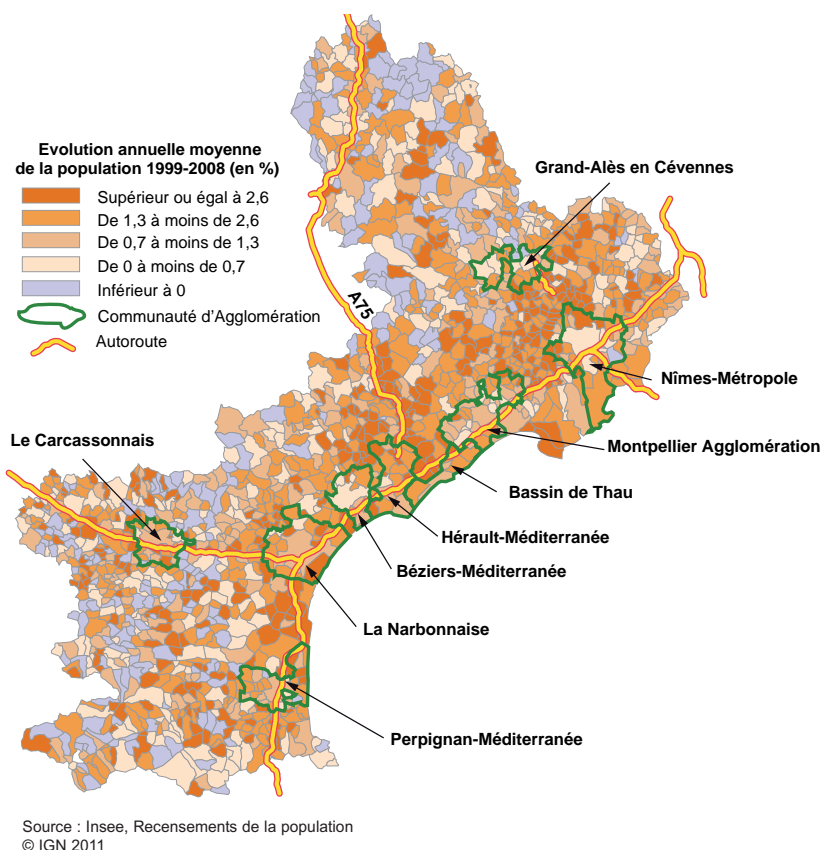 Evolution annuelle moyenne
de la population 1999-2008 (en %)
Supérieur ou égal à 2,6
De 1,3 à moins de 2,6
De 0,7 à moins de 1,3
De 0 à moins de 0,7
Inférieur à 0
Communauté d'Agglomération
Autoroute
A75
Grand-Alès en Cévennes
Nîmes-Métropole
Montpellier Agglomération
Bassin de Thau
Hérault-Méditerranée
Béziers-Méditerranée
La Narbonnaise
Le Carcassonnais
Perpignan-Méditerranée
Source : Insee, Recensements de la population
© IGN 2011